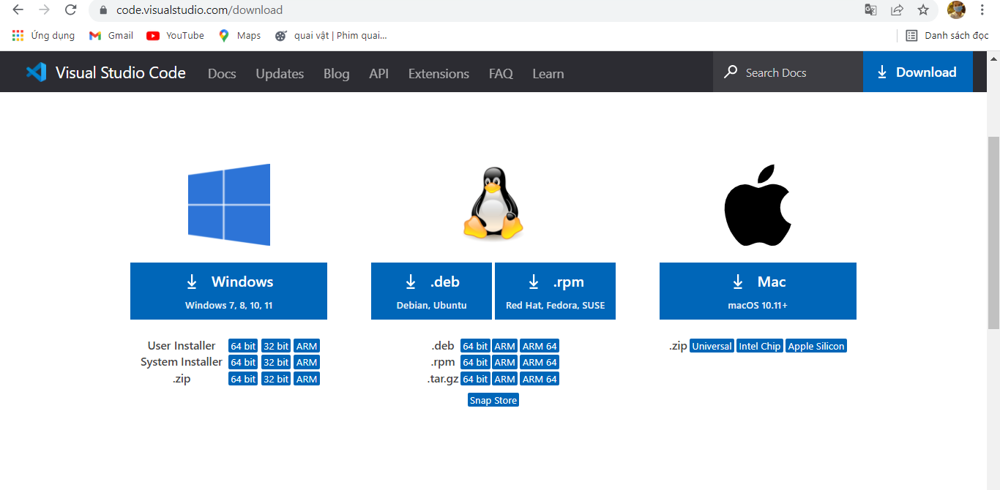 code.visualstudio.com/download
Ứng dụng Gmail YouTube Maps quai vật | Phim quai... Danh sách đọc
Visual Studio Code Docs Updates Blog API Extensions FAQ Learn Search Docs Download
Windows .deb .rpm Mac
Windows 7, 8, 10, 11 Debian, Ubuntu Red Hat, Fedora, SUSE macOS 10.11+
User Installer 64 bit 32 bit ARM .deb 64 bit ARM ARM 64 .zip Universal Intel Chip Apple Silicon
System Installer 64 bit 32 bit ARM .rpm 64 bit ARM ARM 64
.zip 64 bit 32 bit ARM .tar.gz 64 bit ARM ARM 64
Snap Store